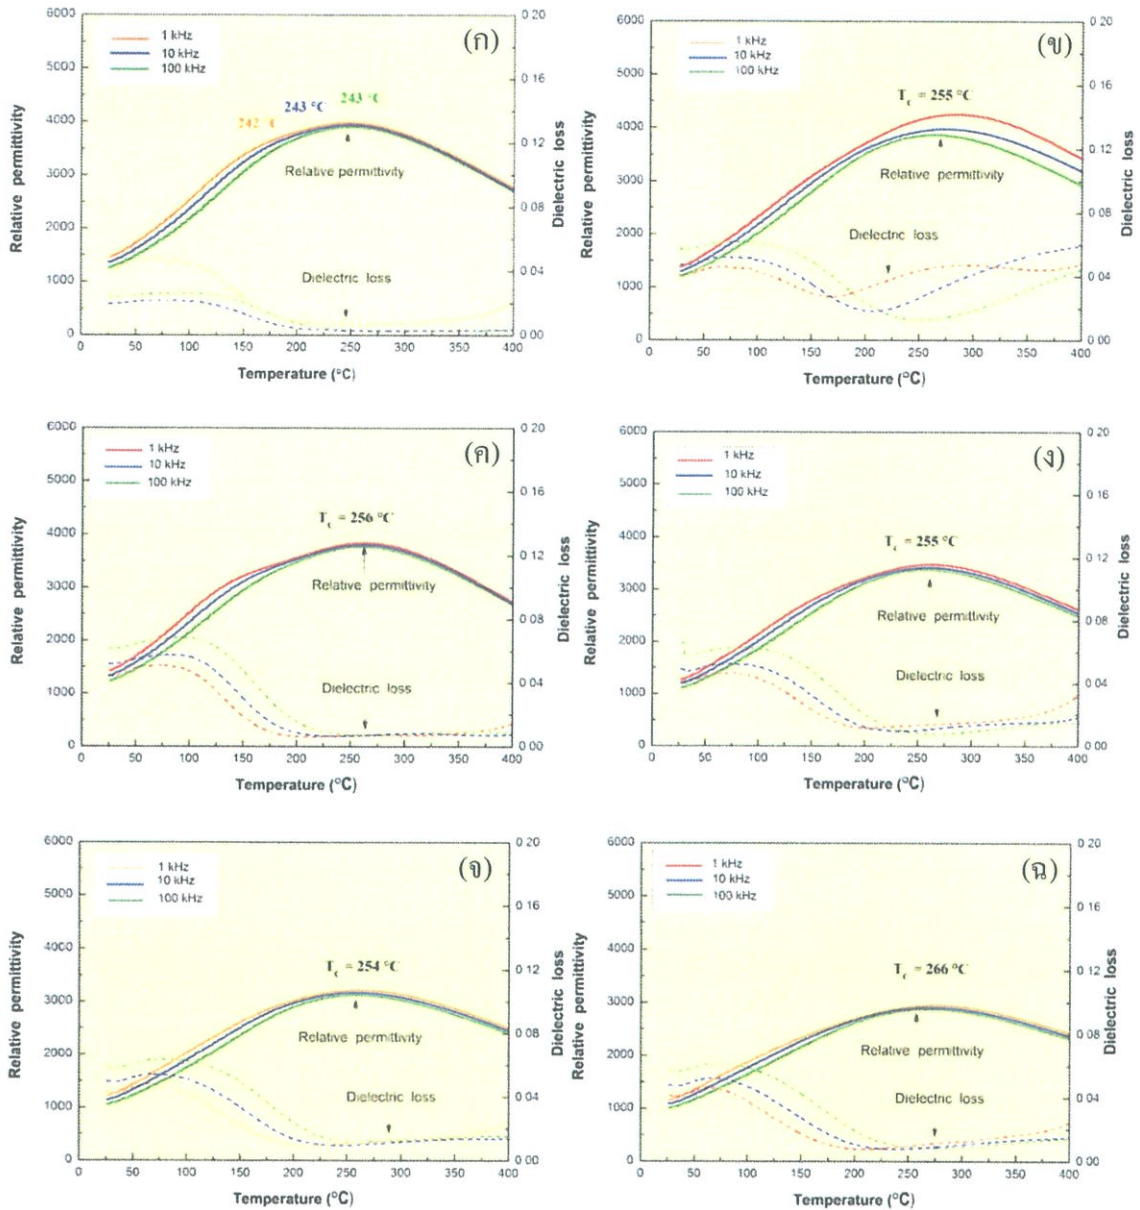 (ก)
1 kHz
10 kHz
100 kHz
242 °C
243 °C
243 °C
Relative permittivity
Dielectric loss
6000
5000
4000
3000
2000
1000
0
0.20
0.16
0.12
0.08
0.04
0.00
0 50 100 150 200 250 300 350 400
Relative permittivity
Dielectric loss
Temperature (°C)
(ข)
1 kHz
10 kHz
100 kHz
Tc = 255 °C
Relative permittivity
Dielectric loss
6000
5000
4000
3000
2000
1000
0
0 20
0 16
0 12
0 08
0 04
0 00
0 50 100 150 200 250 300 350 400
Relative permittivity
Dielectric loss
Temperature (°C)
(ค)
1 kHz
10 kHz
100 kHz
Tc = 256 °C
Relative permittivity
Dielectric loss
6000
5000
4000
3000
2000
1000
0
0 20
0 16
0 12
0 08
0 04
0 00
0 50 100 150 200 250 300 350 400
Relative permittivity
Dielectric loss
Temperature (°C)
(ง)
1 kHz
10 kHz
100 kHz
Tc = 255 °C
Relative permittivity
Dielectric loss
6000
5000
4000
3000
2000
1000
0
0 20
0 16
0 12
0 08
0 04
0 00
0 50 100 150 200 250 300 350 400
Relative permittivity
Dielectric loss
Temperature (°C)
(จ)
1 kHz
10 kHz
100 kHz
Tc = 254 °C
Relative permittivity
Dielectric loss
6000
5000
4000
3000
2000
1000
0
0 20
0 16
0 12
0 08
0 04
0 00
0 50 100 150 200 250 300 350 400
Relative permittivity
Dielectric loss
Temperature (°C)
(ฉ)
1 kHz
10 kHz
100 kHz
Tc = 266 °C
Relative permittivity
Dielectric loss
6000
5000
4000
3000
2000
1000
0
0 20
0 16
0 12
0 08
0 04
0 00
0 50 100 150 200 250 300 350 400
Relative permittivity
Dielectric loss
Temperature (°C)